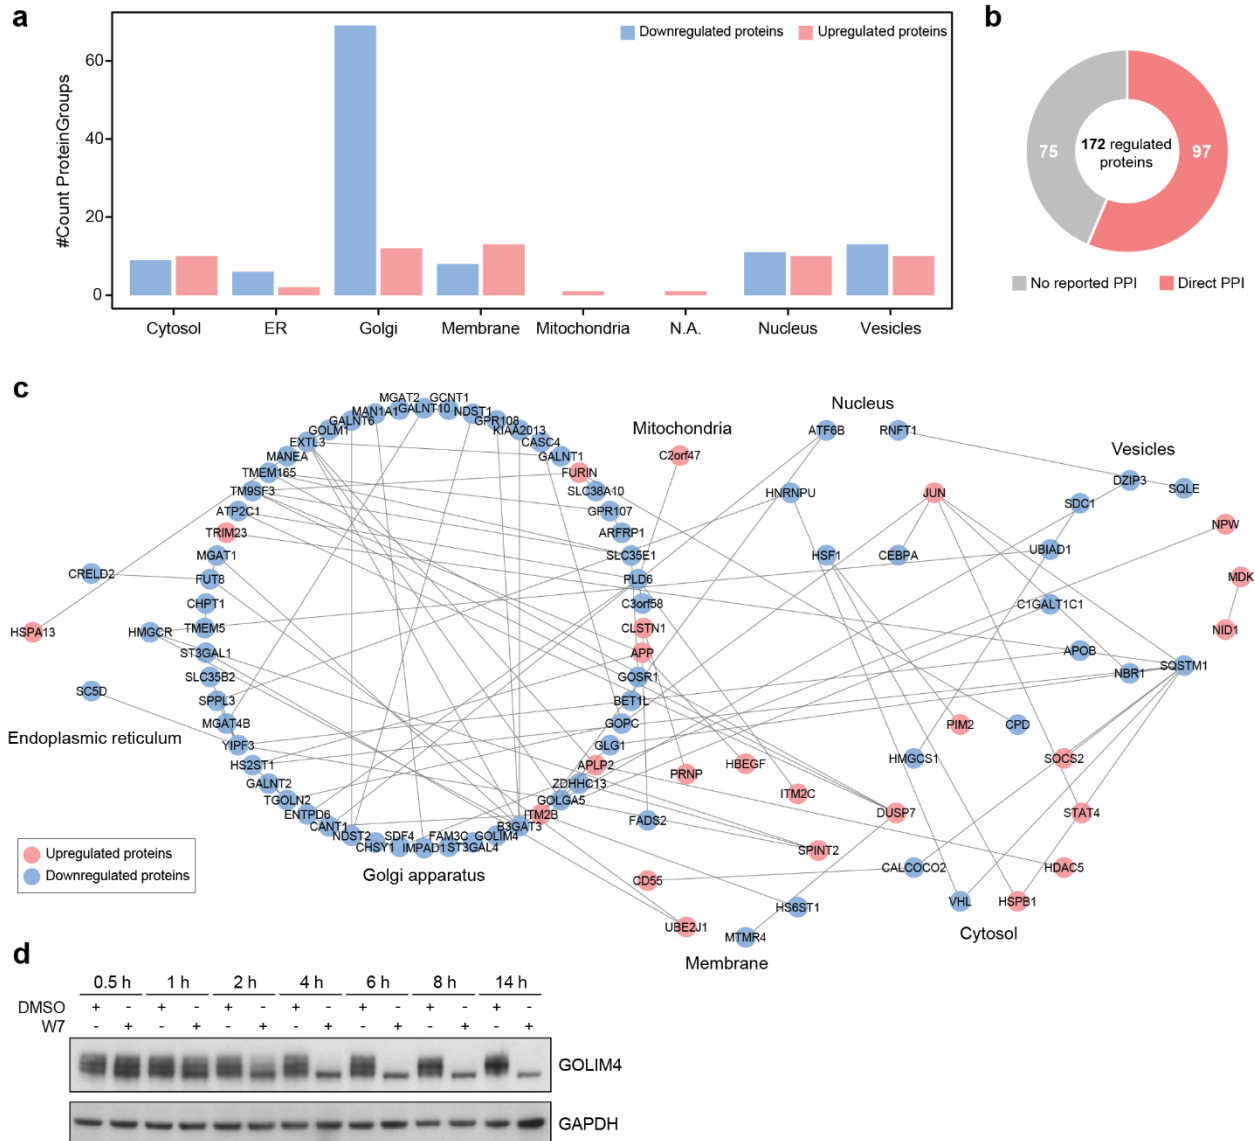 a
Downregulated proteins
Upregulated proteins
#Count ProteinGroups
60
40
20
0
Cytosol
ER
Golgi
Membrane
Mitochondria
N.A.
Nucleus
Vesicles
b
75
172 regulated
proteins
97
No reported PPI
Direct PPI
c
Nucleus
Mitochondria
Vesicles
MGAT2
GCNT1
MAN1A1
GALNT10
NDST1
GALNT6
GPR108
GOLM1
KIAA2013
EXTL3
CASC4
MANEA
GALNT1
TMEM165
FURIN
TM9SF3
SLC38A10
ATP2C1
GPR107
TRIM23
ARFRP1
MGAT1
SLC35E1
FUT8
PLD6
CHPT1
C3orf58
TMEM5
CLSTN1
ST3GAL1
APP
SLC35B2
GOSR1
SPPL3
BET1L
MGAT4B
GOPC
YIPF3
GLG1
HS2ST1
APLP2
GALNT2
ZDHHC13
TGOLN2
GOLGA5
ENTPD6
ITM2B
CANT1
B3GAT3
NDST2
GOLIM4
CHSY1
SDF4
IMPAD1
FAM3C
ST3GAL4
Golgi apparatus
CRELD2
HSPA13
HMGCR
SC5D
Endoplasmic reticulum
C2orf47
ATF6B
RNFT1
HNRNPU
JUN
HSF1
CEBPA
DZIP3
SQLE
SDC1
NPW
UBIAD1
MDK
C1GALT1C1
NID1
APOB
NBR1
SQSTM1
PIM2
CPD
HMGCS1
SOCS2
DUSP7
STAT4
CALCOCO2
HDAC5
VHL
HSPB1
Cytosol
PRNP
HBEGF
ITM2C
FADS2
SPINT2
CD55
HS6ST1
UBE2J1
MTMR4
Membrane
Upregulated proteins
Downregulated proteins
d
0.5 h 1 h 2 h 4 h 6 h 8 h 14 h
DMSO + - + - + - + - + - + - + -
W7 - + - + - + - + - + - + - +
GOLIM4
GAPDH